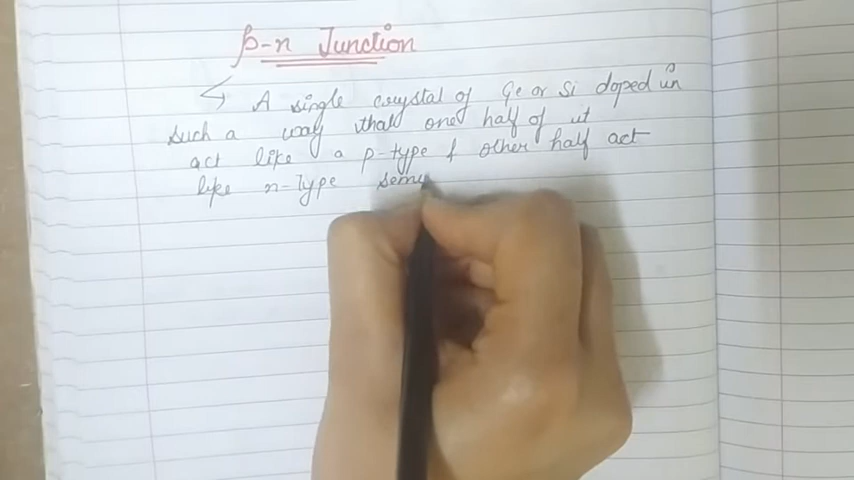 p-n Junction
→ A single crystal of Ge or Si doped in
such a way that one half of it
act like a p-type & other half act
like n-Type semi